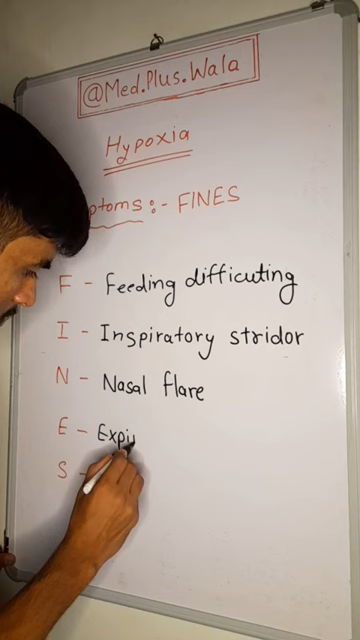 @Med.Plus.Wala
Hypoxia
ptoms :- FINES
F - Feeding difficuting
I - Inspiratory stridor
N - Nasal flare
E - Expi
S -